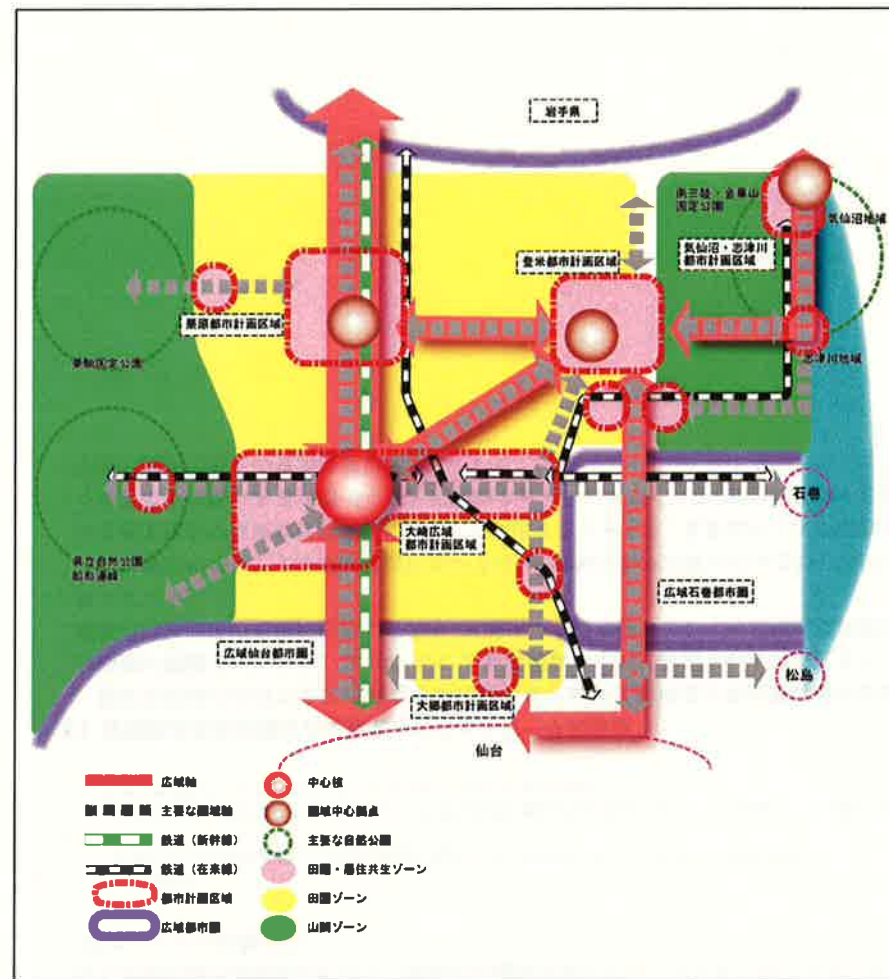 岩手県
南三陸・金華山
国定公園
気仙沼地域
気仙沼・志津川
都市計画区域
登米都市計画区域
栗原都市計画区域
栗駒国定公園
志津川地域
石巻
大崎広域
都市計画区域
県立自然公園
船形連峰
広域石巻都市圏
広域仙台都市圏
松島
大郷都市計画区域
仙台
広域軸
中心核
主要な圏域軸
圏域中心拠点
鉄道（新幹線）
主要な自然公園
鉄道（在来線）
田園・居住共生ゾーン
都市計画区域
田園ゾーン
広域都市圏
山間ゾーン